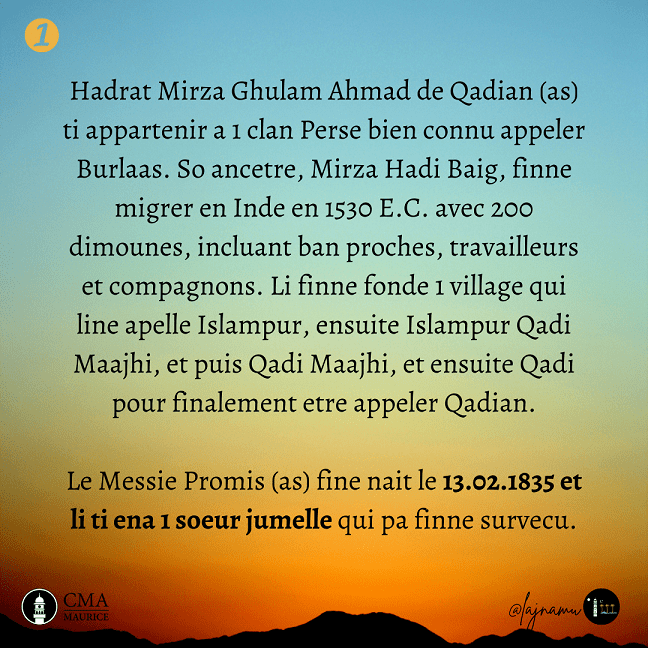 1
Hadrat Mirza Ghulam Ahmad de Qadian (as)
ti appartenir a 1 clan Perse bien connu appeler
Burlaas. So ancetre, Mirza Hadi Baig, finne
migrer en Inde en 1530 E.C. avec 200
dimounes, incluant ban proches, travailleurs
et compagnons. Li finne fonde 1 village qui
line apelle Islampur, ensuite Islampur Qadi
Maajhi, et puis Qadi Maajhi, et ensuite Qadi
pour finalement etre appeler Qadian.
Le Messie Promis (as) fine nait le 13.02.1835 et
li ti ena 1 soeur jumelle qui pa finne survecu.
CMA
MAURICE
@lajnamu